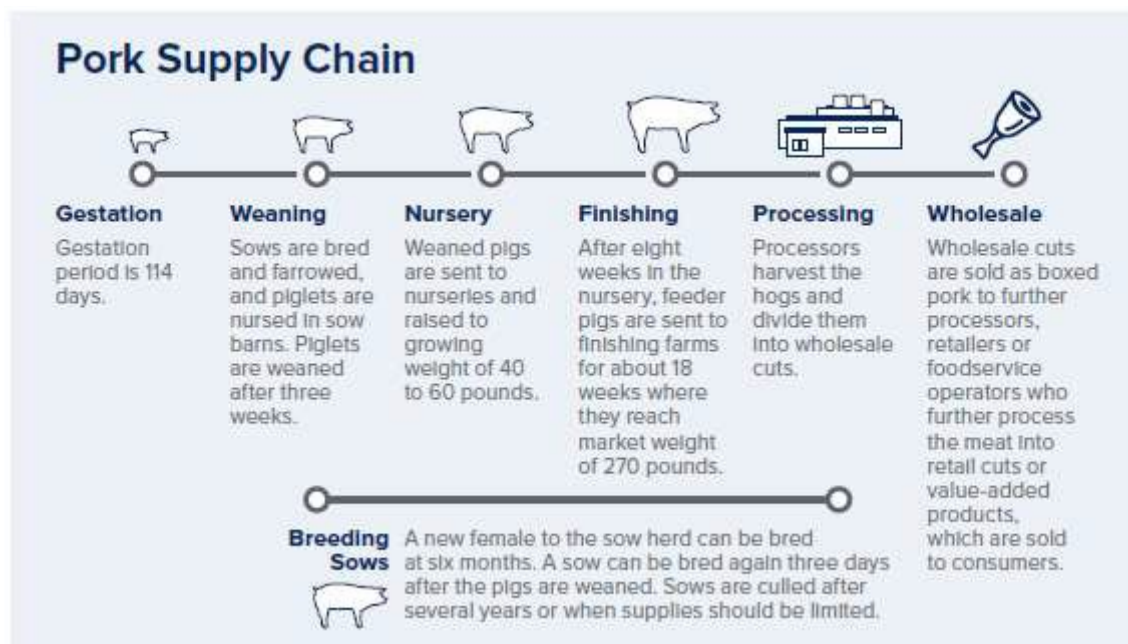 Pork Supply Chain
Gestation
Gestation
period is 114
days.
Weaning
Sows are bred
and farrowed,
and piglets are
nursed in sow
barns. Piglets
are weaned
after three
weeks.
Nursery
Weaned pigs
are sent to
nurseries and
raised to
growing
weight of 40
to 60 pounds.
Finishing
After eight
weeks in the
nursery, feeder
pigs are sent to
finishing farms
for about 18
weeks where
they reach
market weight
of 270 pounds.
Processing
Processors
harvest the
hogs and
divide them
into wholesale
cuts.
Wholesale
Wholesale cuts
are sold as boxed
pork to further
processors,
retailers or
foodservice
operators who
further process
the meat into
retail cuts or
value-added
products,
which are sold
to consumers.
Breeding
Sows
A new female to the sow herd can be bred
at six months. A sow can be bred again three days
after the pigs are weaned. Sows are culled after
several years or when supplies should be limited.